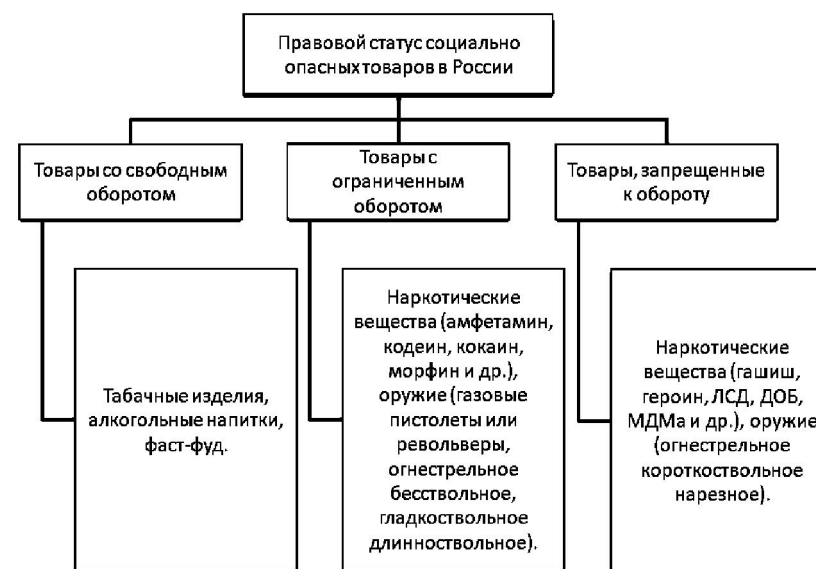 Правовой статус социально
опасных товаров в России
Товары со свободным
оборотом
Товары с
ограниченным
оборотом
Товары, запрещенные
к обороту
Табачные изделия,
алкогольные напитки,
фаст-фуд.
Наркотические
вещества (амфетамин,
кодеин, кокаин,
морфин и др.),
оружие (газовые
пистолеты или
револьверы,
огнестрельное
бесствольное,
гладкоствольное
длинноствольное).
Наркотические
вещества (гашиш,
героин, ЛСД, ДОБ,
МДМа и др.), оружие
(огнестрельное
короткоствольное
нарезное).